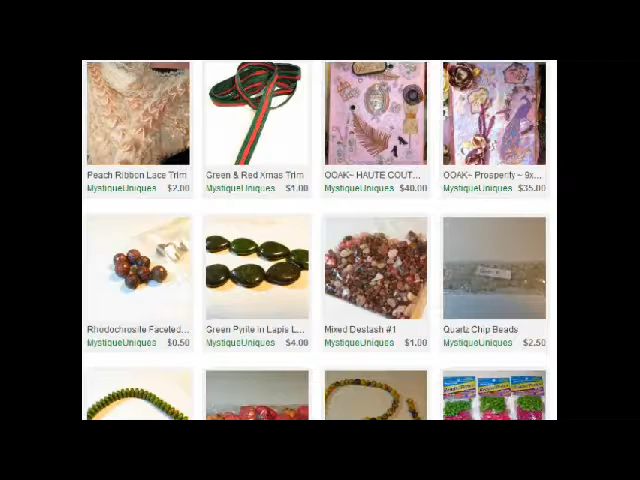 Peach Ribbon Lace Trim
MystiqueUniques $2.00
Green & Red Xmas Trim
MystiqueUniques $1.00
OOAK~ HAUTE COUT...
MystiqueUniques $40.00
OOAK~ Prosperity ~ 9x...
MystiqueUniques $35.00
Rhodochrosite Faceted...
MystiqueUniques $0.50
Green Pyrite in Lapis L...
MystiqueUniques $4.00
Mixed Destash #1
MystiqueUniques $1.00
Quartz Chip Beads
MystiqueUniques $2.50